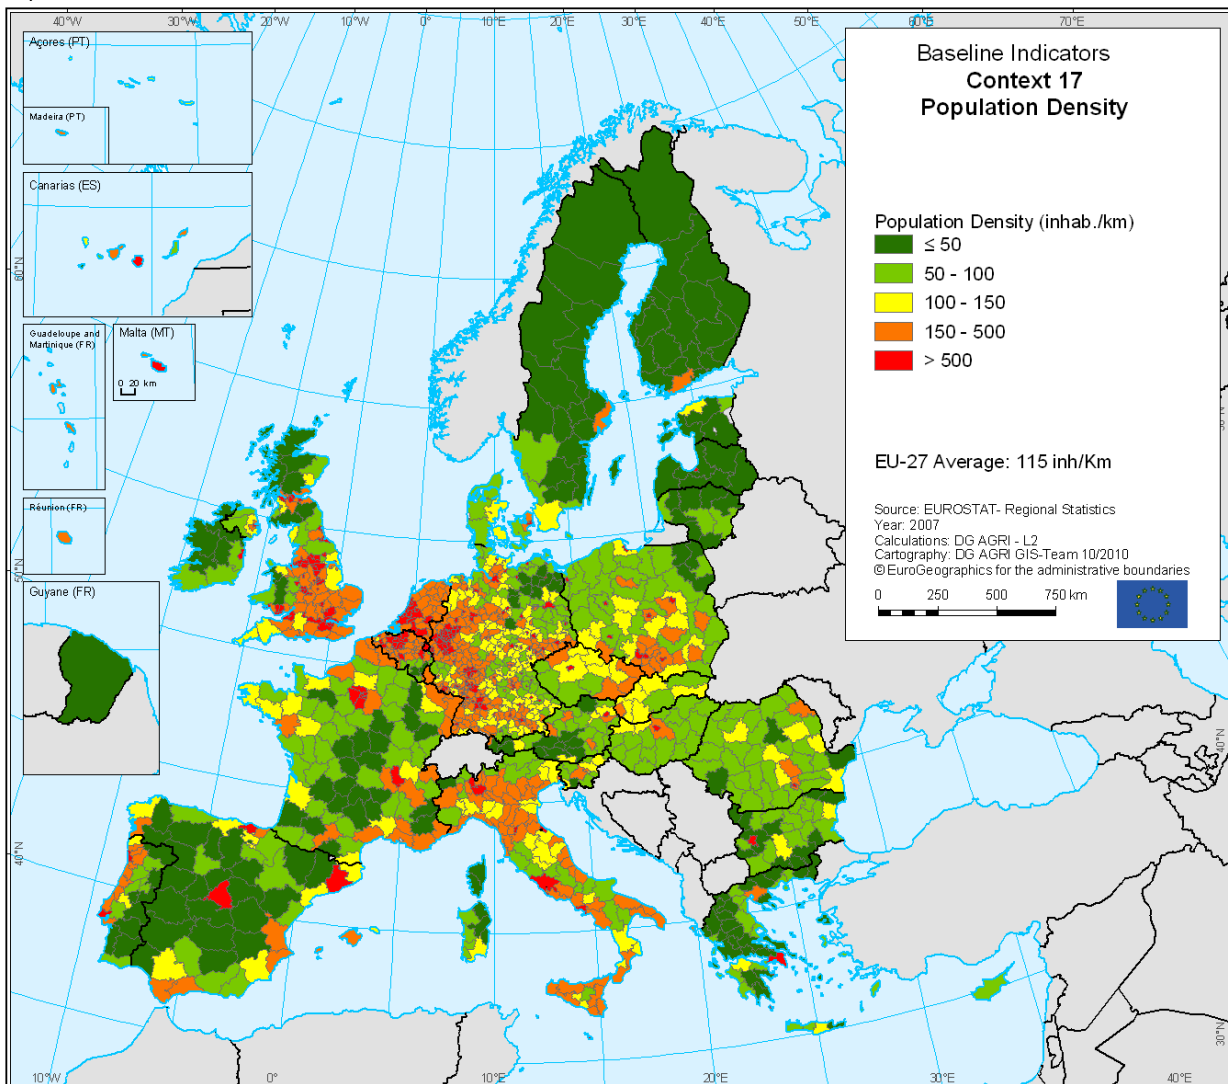 40°W
30°W
20°W
10°W
0°
10°E
20°E
30°E
40°E
50°E
60°E
70°E
Açores (PT)
Madeira (PT)
Canarias (ES)
60°N
Guadeloupe and
Martinique (FR)
Malta (MT)
0 20 km
Réunion (FR)
50°N
Guyane (FR)
40°N
Baseline Indicators
Context 17
Population Density
Population Density (inhab./km)
≤ 50
50 - 100
100 - 150
150 - 500
> 500
EU-27 Average: 115 inh/Km
Source: EUROSTAT- Regional Statistics
Year: 2007
Calculations: DG AGRI - L2
Cartography: DG AGRI GIS-Team 10/2010
© EuroGeographics for the administrative boundaries
0 250 500 750 km
40°N
30°N
10°W
0°
10°E
20°E
30°E
40°E